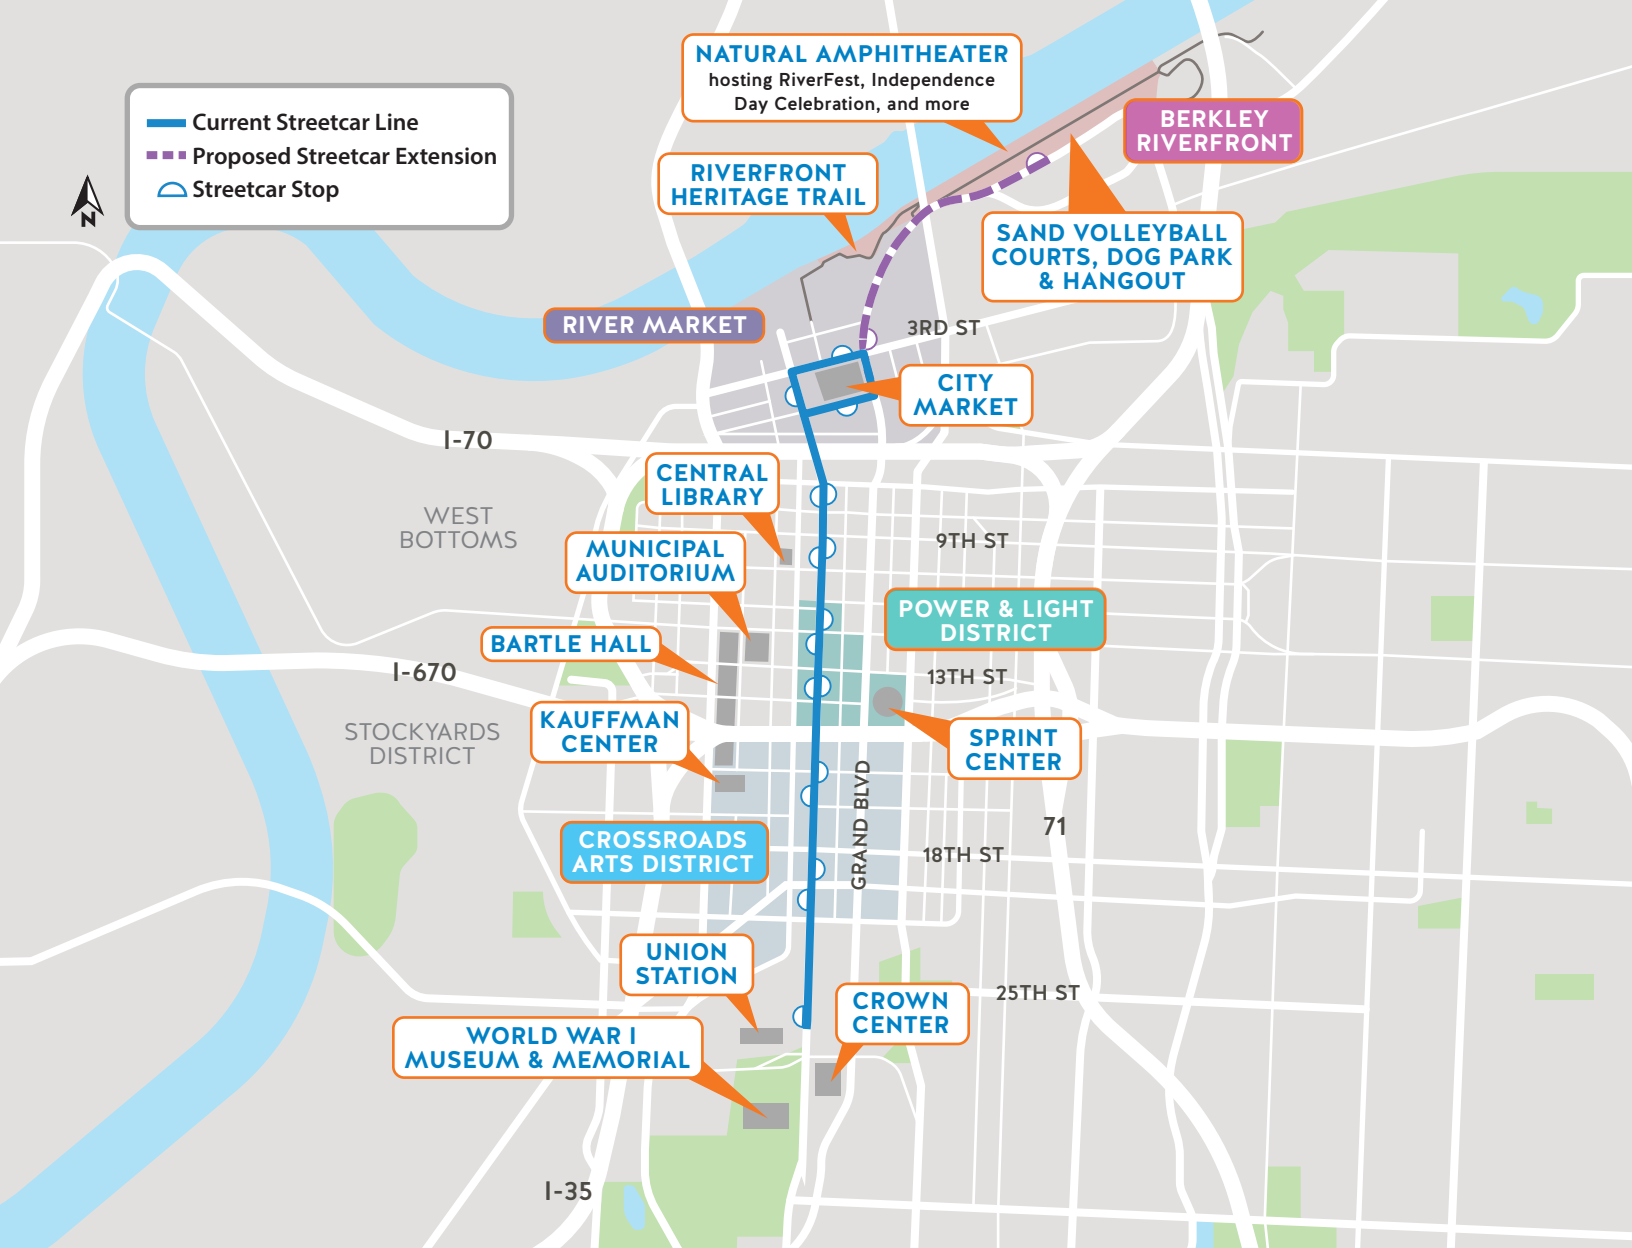 NATURAL AMPHITHEATER
hosting RiverFest, Independence
Day Celebration, and more
Current Streetcar Line
Proposed Streetcar Extension
Streetcar Stop
N
BERKLEY
RIVERFRONT
RIVERFRONT
HERITAGE TRAIL
SAND VOLLEYBALL
COURTS, DOG PARK
& HANGOUT
RIVER MARKET
3RD ST
CITY
MARKET
I-70
CENTRAL
LIBRARY
WEST
BOTTOMS
9TH ST
MUNICIPAL
AUDITORIUM
POWER & LIGHT
DISTRICT
BARTLE HALL
I-670
13TH ST
KAUFFMAN
CENTER
STOCKYARDS
DISTRICT
SPRINT
CENTER
GRAND BLVD
71
CROSSROADS
ARTS DISTRICT
18TH ST
UNION
STATION
25TH ST
CROWN
CENTER
WORLD WAR I
MUSEUM & MEMORIAL
I-35